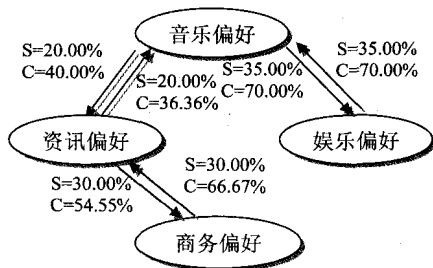 音乐偏好
S=20.00%
C=40.00%
S=20.00%
C=36.36%
S=35.00%
C=70.00%
S=35.00%
C=70.00%
资讯偏好
娱乐偏好
S=30.00%
C=54.55%
S=30.00%
C=66.67%
商务偏好